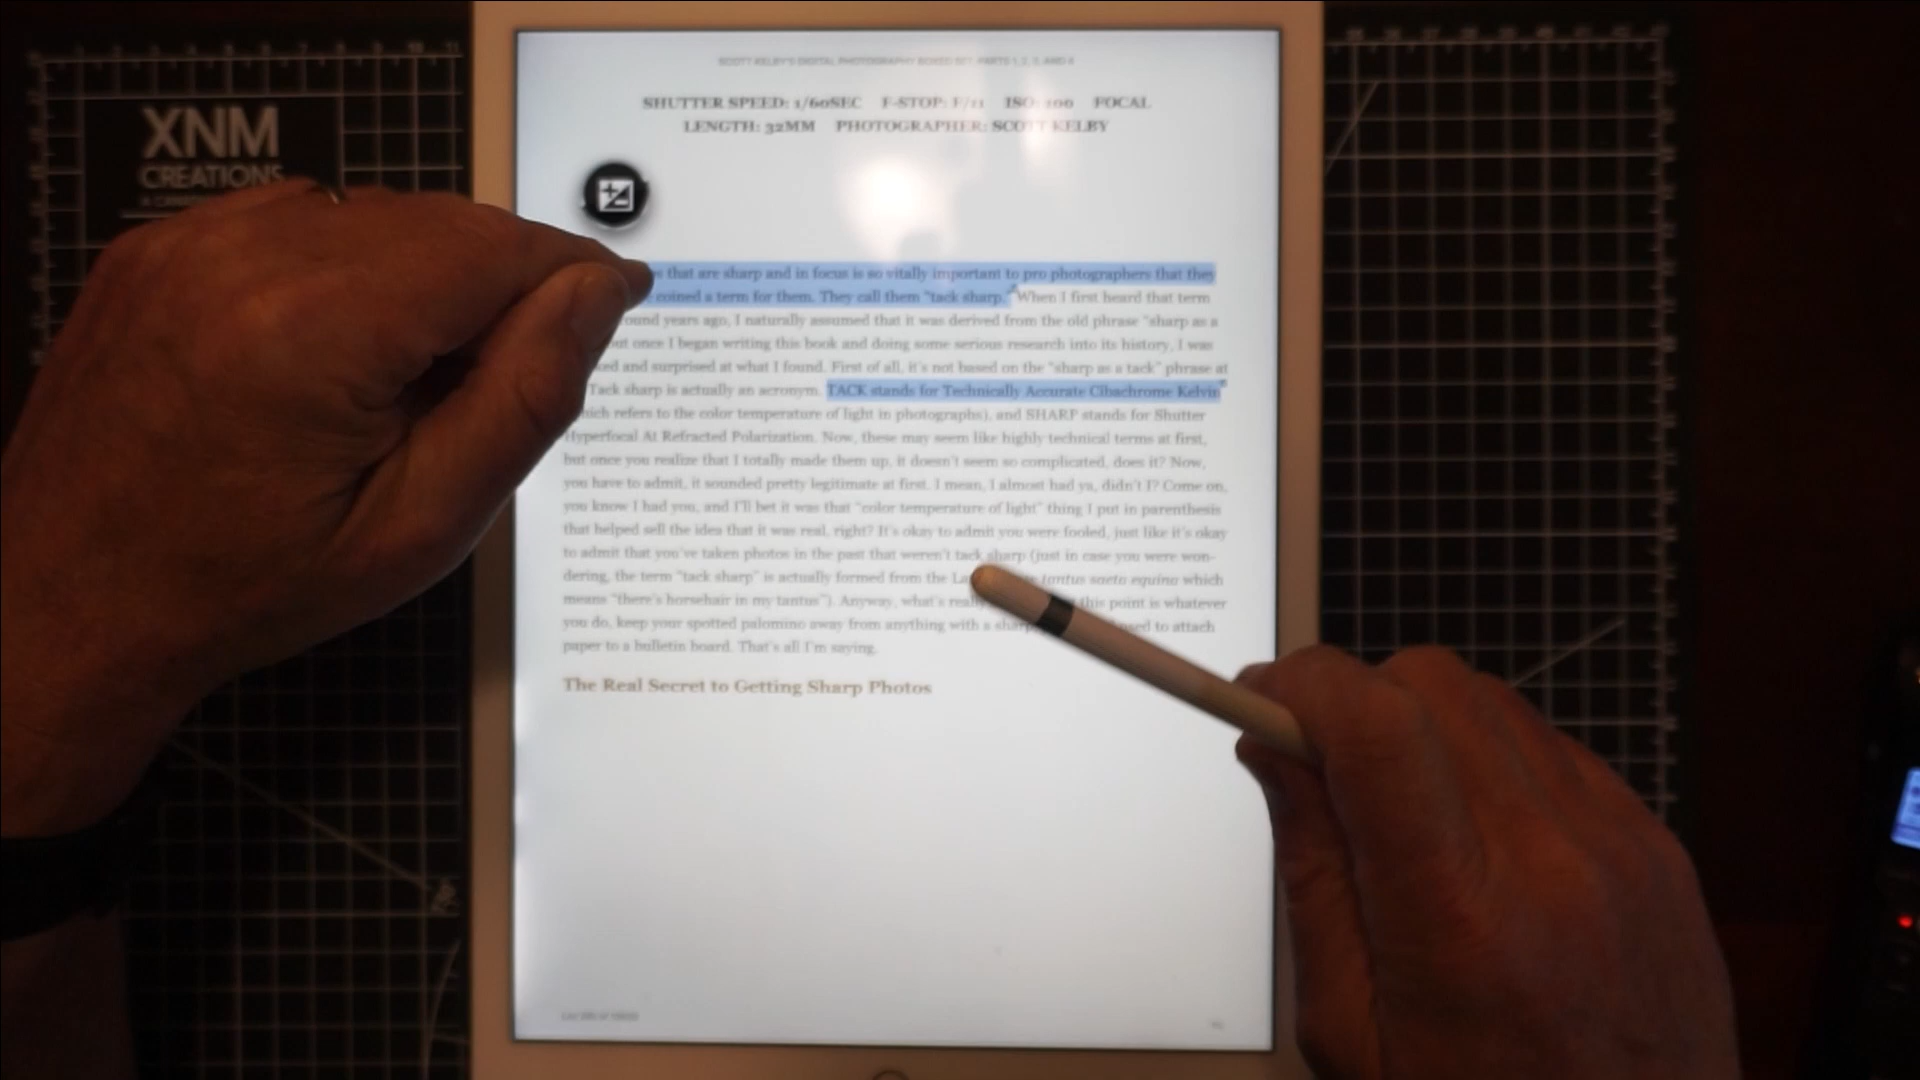 XNM
CREATIONS
SCOTT KELBY'S DIGITAL PHOTOGRAPHY BOXED SET, PARTS 1, 2, 3, AND 4
SHUTTER SPEED: 1/60SEC F-STOP: F/11 ISO: 100 FOCAL
LENGTH: 32MM PHOTOGRAPHER: SCOTT KELBY
that are sharp and in focus is so vitally important to pro photographers that they
coined a term for them. They call them "tack sharp." When I first heard that term
round years ago, I naturally assumed that it was derived from the old phrase "sharp as a
but once I began writing this book and doing some serious research into its history, I was
ked and surprised at what I found. First of all, it's not based on the "sharp as a tack" phrase at
Tack sharp is actually an acronym. TACK stands for Technically Accurate Cibachrome Kelvin
hich refers to the color temperature of light in photographs), and SHARP stands for Shutter
Hyperfocal At Refracted Polarization. Now, these may seem like highly technical terms at first,
but once you realize that I totally made them up, it doesn't seem so complicated, does it? Now,
you have to admit, it sounded pretty legitimate at first. I mean, I almost had ya, didn't I? Come on,
you know I had you, and I'll bet it was that "color temperature of light" thing I put in parenthesis
that helped sell the idea that it was real, right? It's okay to admit you were fooled, just like it's okay
to admit that you've taken photos in the past that weren't tack sharp (just in case you were won-
dering, the term "tack sharp" is actually formed from the La tantus saeta equina which
means "there's horsehair in my tantus"). Anyway, what's this point is whatever
you do, keep your spotted palomino away from anything with a sharp used to attach
paper to a bulletin board. That's all I'm saying.
The Real Secret to Getting Sharp Photos